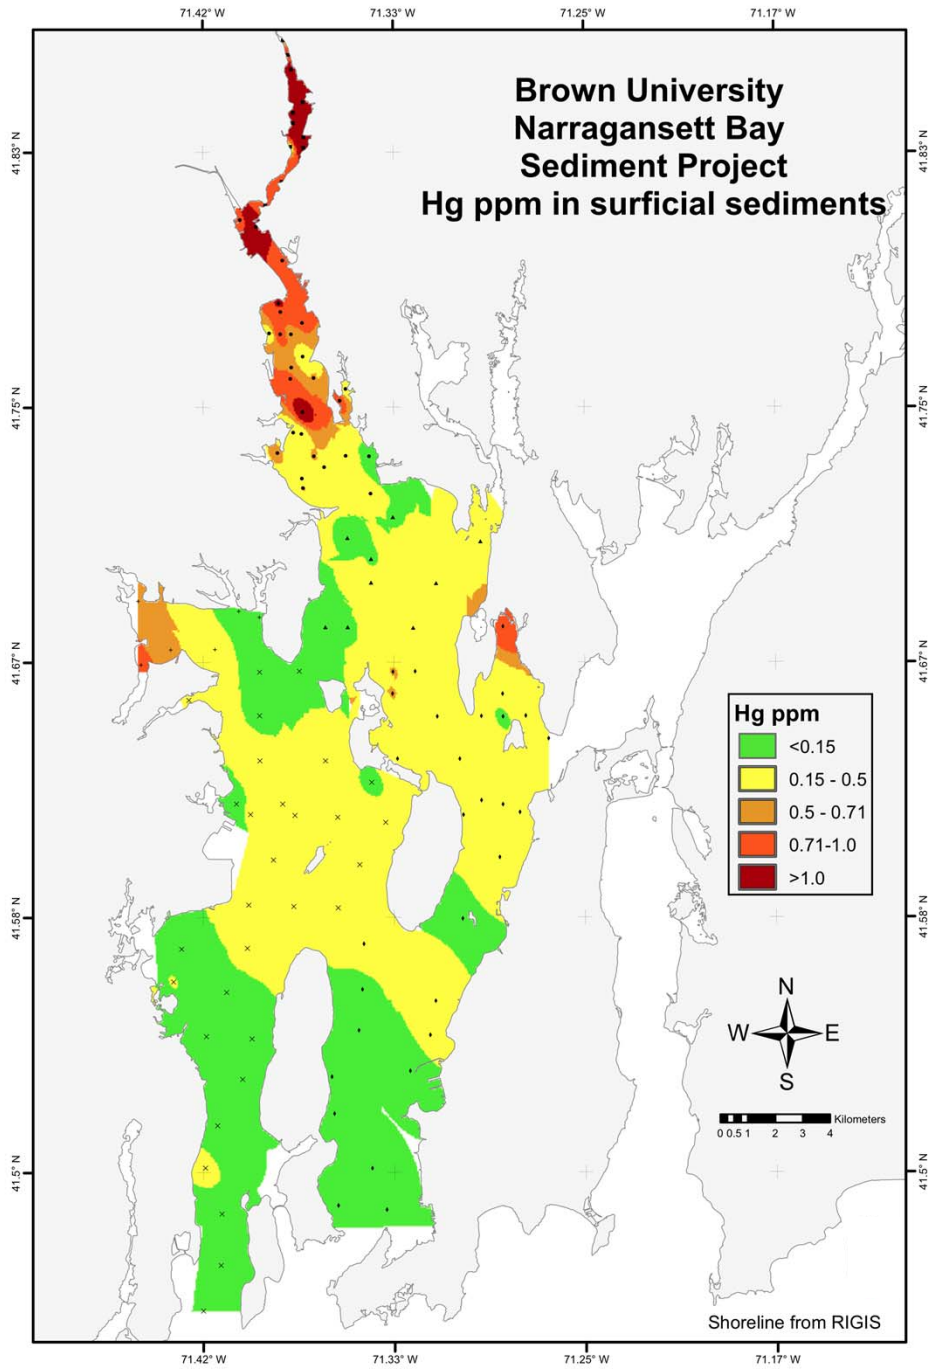 71.42° W
71.33° W
71.25° W
71.17° W
Brown University
Narragansett Bay
Sediment Project
Hg ppm in surficial sediments
41.83° N
41.83° N
41.75° N
41.75° N
41.67° N
41.67° N
Hg ppm
<0.15
0.15 - 0.5
0.5 - 0.71
0.71-1.0
>1.0
41.58° N
41.58° N
N
W
E
S
Kilometers
0 0.5 1 2 3 4
41.5° N
41.5° N
Shoreline from RIGIS
71.42° W
71.33° W
71.25° W
71.17° W